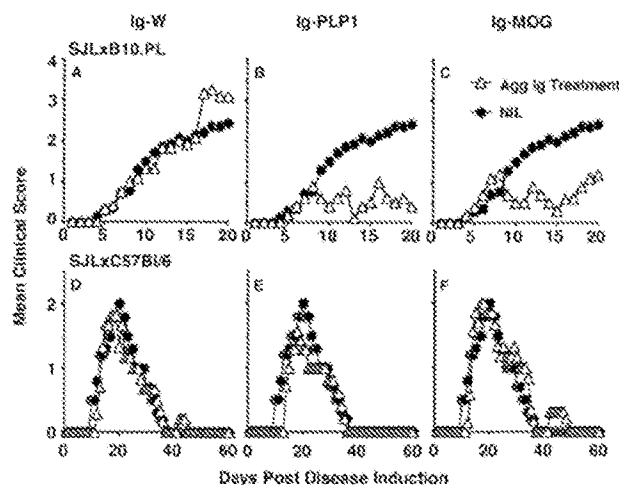 Ig-W Ig-PLP1 Ig-MOG
SJLxB10.PL
A B C
Agg Ig Treatment
NIL
4
3
2
1
0
0 5 10 15 20 0 5 10 15 20 0 5 10 15 20
Mean Clinical Score
SJLxC57Bl/6
D E F
2
1
0
0 20 40 60 0 20 40 60 0 20 40 60
Days Post Disease Induction